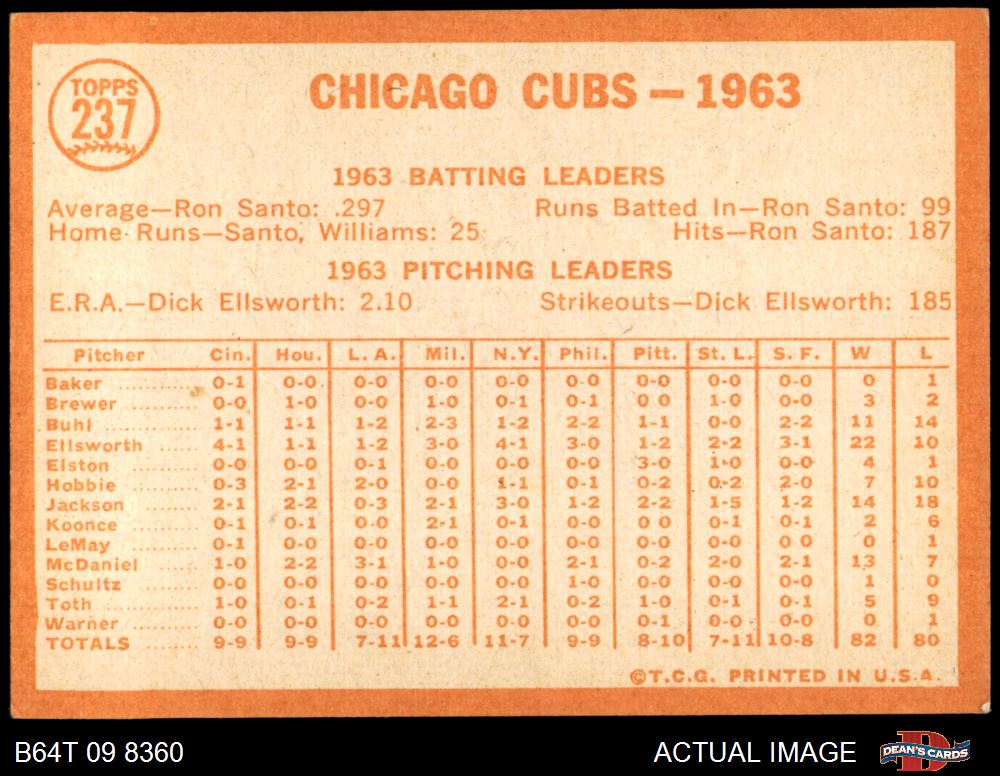 TOPPS
237
CHICAGO CUBS — 1963
1963 BATTING LEADERS
Average—Ron Santo: .297 Runs Batted In—Ron Santo: 99
Home Runs—Santo, Williams: 25 Hits—Ron Santo: 187
1963 PITCHING LEADERS
E.R.A.—Dick Ellsworth: 2.10 Strikeouts—Dick Ellsworth: 185
Pitcher Cin. Hou. L. A. Mil. N.Y. Phil. Pitt. St. L. S. F. W L
Baker .......... 0-1 0-0 0-0 0-0 0-0 0-0 0-0 0-0 0-0 0 1
Brewer .......... 0-0 1-0 0-0 1-0 0-1 0-1 0 0 1-0 0-0 3 2
Buhl .......... 1-1 1-1 1-2 2-3 1-2 2-2 1-1 0-0 2-2 11 14
Ellsworth ...... 4-1 1-1 1-2 3-0 4-1 3-0 1-2 2-2 3-1 22 10
Elston .......... 0-0 0-0 0-1 0-0 0-0 0-0 3-0 1-0 0-0 4 1
Hobbie .......... 0-3 2-1 2-0 0-0 1-1 0-1 0-2 0-2 2-0 7 10
Jackson ........ 2-1 2-2 0-3 2-1 3-0 1-2 2-2 1-5 1-2 14 18
Koonce .......... 0-1 0-0 0-0 2-1 0-1 0-0 0-0 0-1 0-1 2 6
LeMay .......... 0-1 0-0 0-0 0-0 0-0 0-0 0-0 0-0 0-0 0 1
McDaniel ...... 1-0 2-2 3-1 1-0 0-0 2-1 0-2 2-0 2-1 13 7
Schultz ........ 0-0 0-0 0-0 0-0 0-0 1-0 0-0 0-0 0-0 1 0
Toth .............. 1-0 0-1 0-2 1-1 2-1 0-2 1-0 0-1 0-1 5 9
Warner .......... 0-0 0-0 0-0 0-0 0-0 0-0 0-1 0-0 0-0 0 1
TOTALS 9-9 9-9 7-11 12-6 11-7 9-9 8-10 7-11 10-8 82 80
©T.C.G. PRINTED IN U.S.A.
B64T 09 8360 ACTUAL IMAGE D DEAN'S CARDS